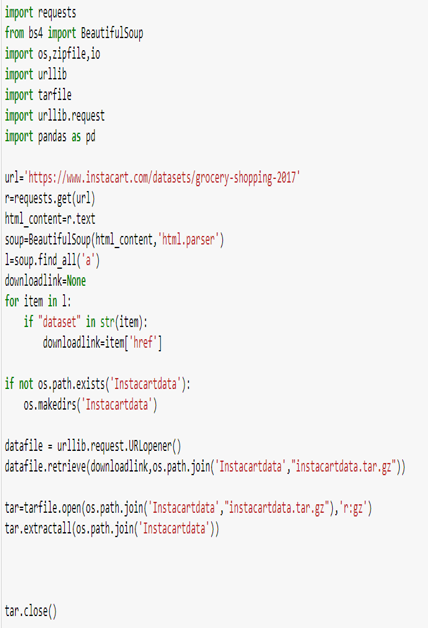 import requests
from bs4 import BeautifulSoup
import os,zipfile,io
import urllib
import tarfile
import urllib.request
import pandas as pd
url='https://www.instacart.com/datasets/grocery-shopping-2017'
r=requests.get(url)
html_content=r.text
soup=BeautifulSoup(html_content,'html.parser')
l=soup.find_all('a')
downloadlink=None
for item in l:
    if "dataset" in str(item):
        downloadlink=item['href']
if not os.path.exists('Instacartdata'):
    os.makedirs('Instacartdata')
datafile = urllib.request.URLopener()
datafile.retrieve(downloadlink,os.path.join('Instacartdata',"instacartdata.tar.gz"))
tar=tarfile.open(os.path.join('Instacartdata',"instacartdata.tar.gz"),'r:gz')
tar.extractall(os.path.join('Instacartdata'))
tar.close()